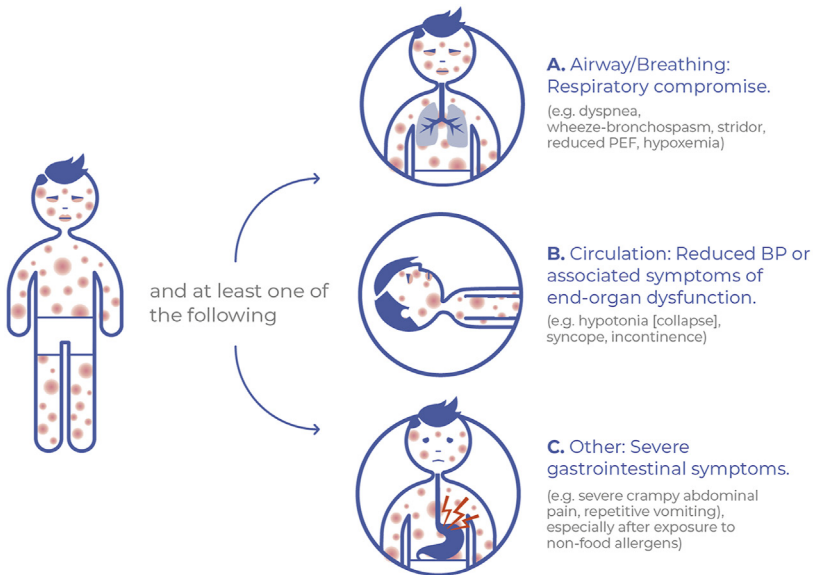 and at least one of
the following
A. Airway/Breathing:
Respiratory compromise.
(e.g. dyspnea,
wheeze-bronchospasm, stridor,
reduced PEF, hypoxemia)
B. Circulation: Reduced BP or
associated symptoms of
end-organ dysfunction.
(e.g. hypotonia [collapse],
syncope, incontinence)
C. Other: Severe
gastrointestinal symptoms.
(e.g. severe crampy abdominal
pain, repetitive vomiting),
especially after exposure to
non-food allergens)